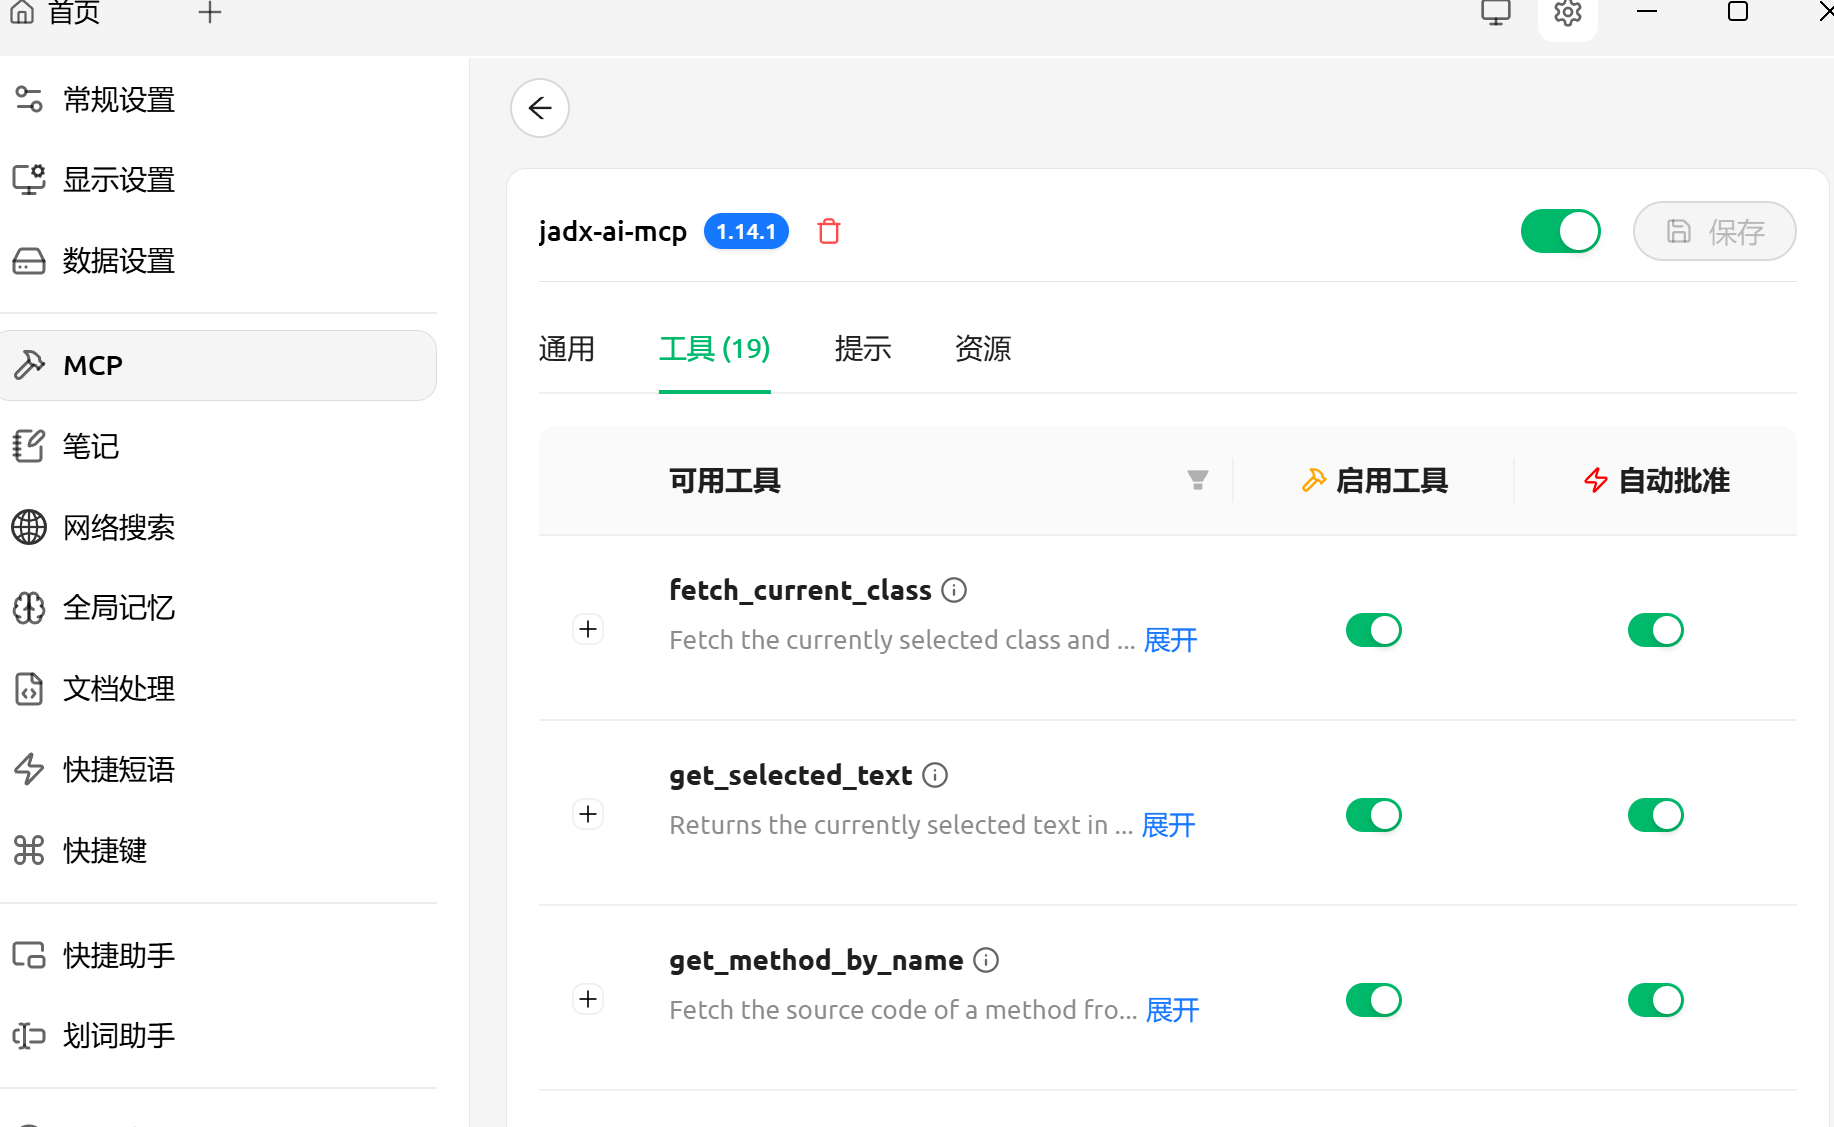 首页
常规设置
显示设置
数据设置
MCP
笔记
网络搜索
全局记忆
文档处理
快捷短语
快捷键
快捷助手
划词助手
jadx-ai-mcp 1.14.1
保存
通用 工具 (19) 提示 资源
可用工具 启用工具 自动批准
fetch_current_class
Fetch the currently selected class and ... 展开
get_selected_text
Returns the currently selected text in ... 展开
get_method_by_name
Fetch the source code of a method fro... 展开